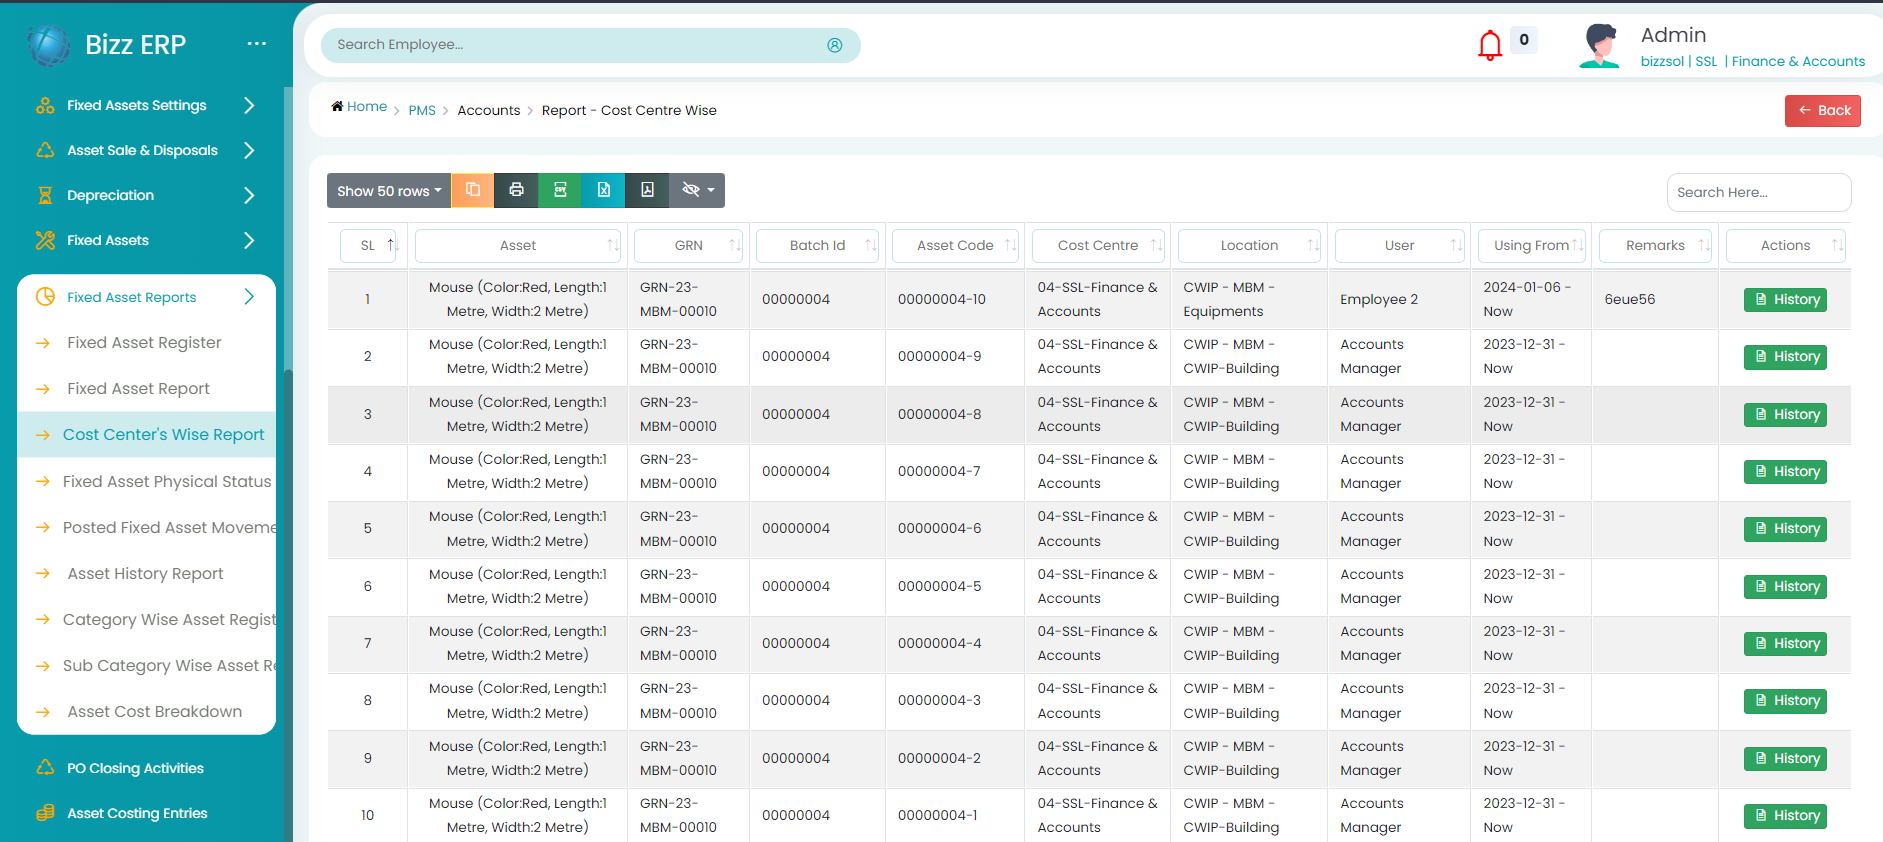 Bizz ERP
Fixed Assets Settings
Asset Sale & Disposals
Depreciation
Fixed Assets
Fixed Asset Reports
Fixed Asset Register
Fixed Asset Report
Cost Center's Wise Report
Fixed Asset Physical Status
Posted Fixed Asset Moveme
Asset History Report
Category Wise Asset Regist
Sub Category Wise Asset Re
Asset Cost Breakdown
PO Closing Activities
Asset Costing Entries
Search Employee...
0
Admin
bizzsol | SSL | Finance & Accounts
Home > PMS > Accounts > Report - Cost Centre Wise
Back
Show 50 rows
CSV
Search Here...
SL Asset GRN Batch Id Asset Code Cost Centre Location User Using From Remarks Actions
1 Mouse (Color:Red, Length:1 Metre, Width:2 Metre) GRN-23-MBM-00010 00000004 00000004-10 04-SSL-Finance & Accounts CWIP - MBM - Equipments Employee 2 2024-01-06 - Now 6eue56 History
2 Mouse (Color:Red, Length:1 Metre, Width:2 Metre) GRN-23-MBM-00010 00000004 00000004-9 04-SSL-Finance & Accounts CWIP - MBM - CWIP-Building Accounts Manager 2023-12-31 - Now History
3 Mouse (Color:Red, Length:1 Metre, Width:2 Metre) GRN-23-MBM-00010 00000004 00000004-8 04-SSL-Finance & Accounts CWIP - MBM - CWIP-Building Accounts Manager 2023-12-31 - Now History
4 Mouse (Color:Red, Length:1 Metre, Width:2 Metre) GRN-23-MBM-00010 00000004 00000004-7 04-SSL-Finance & Accounts CWIP - MBM - CWIP-Building Accounts Manager 2023-12-31 - Now History
5 Mouse (Color:Red, Length:1 Metre, Width:2 Metre) GRN-23-MBM-00010 00000004 00000004-6 04-SSL-Finance & Accounts CWIP - MBM - CWIP-Building Accounts Manager 2023-12-31 - Now History
6 Mouse (Color:Red, Length:1 Metre, Width:2 Metre) GRN-23-MBM-00010 00000004 00000004-5 04-SSL-Finance & Accounts CWIP - MBM - CWIP-Building Accounts Manager 2023-12-31 - Now History
7 Mouse (Color:Red, Length:1 Metre, Width:2 Metre) GRN-23-MBM-00010 00000004 00000004-4 04-SSL-Finance & Accounts CWIP - MBM - CWIP-Building Accounts Manager 2023-12-31 - Now History
8 Mouse (Color:Red, Length:1 Metre, Width:2 Metre) GRN-23-MBM-00010 00000004 00000004-3 04-SSL-Finance & Accounts CWIP - MBM - CWIP-Building Accounts Manager 2023-12-31 - Now History
9 Mouse (Color:Red, Length:1 Metre, Width:2 Metre) GRN-23-MBM-00010 00000004 00000004-2 04-SSL-Finance & Accounts CWIP - MBM - CWIP-Building Accounts Manager 2023-12-31 - Now History
10 Mouse (Color:Red, Length:1 Metre, Width:2 Metre) GRN-23-MBM-00010 00000004 00000004-1 04-SSL-Finance & Accounts CWIP - MBM - CWIP-Building Accounts Manager 2023-12-31 - Now History